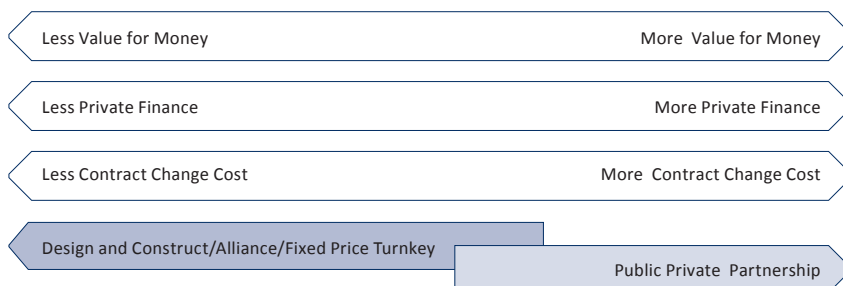 Less Value for Money More Value for Money
Less Private Finance More Private Finance
Less Contract Change Cost More Contract Change Cost
Design and Construct/Alliance/Fixed Price Turnkey
Public Private Partnership